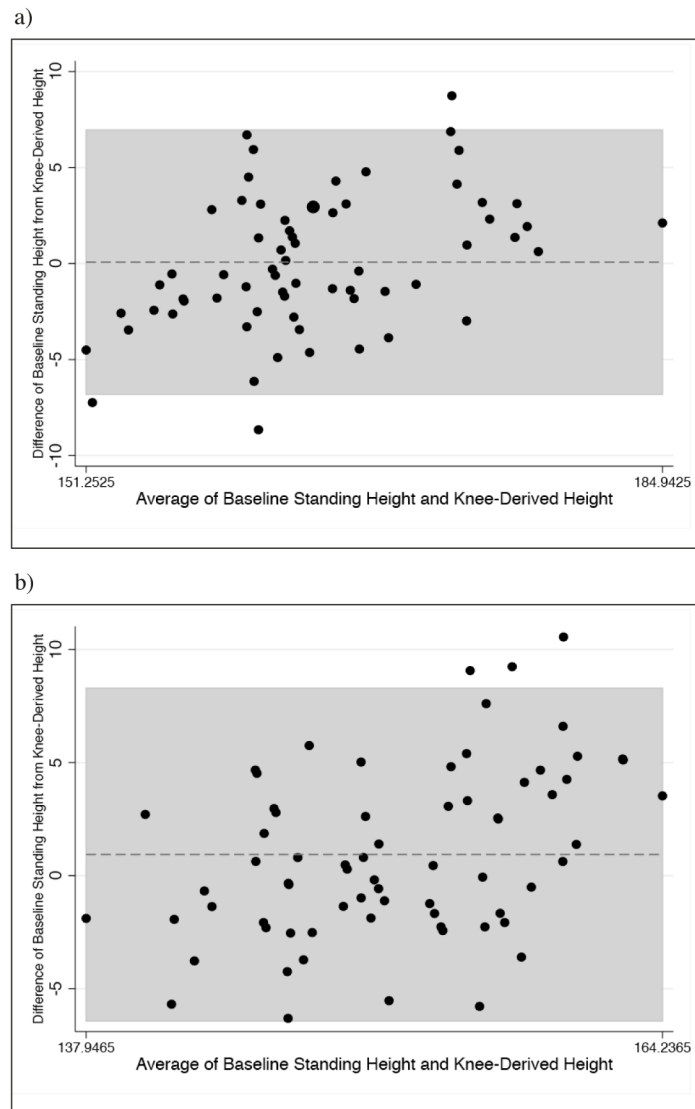 a)
Difference of Baseline Standing Height from Knee-Derived Height
10
5
0
-5
-10
151.2525
184.9425
Average of Baseline Standing Height and Knee-Derived Height
b)
Difference of Baseline Standing Height from Knee-Derived Height
10
5
0
-5
137.9465
164.2365
Average of Baseline Standing Height and Knee-Derived Height